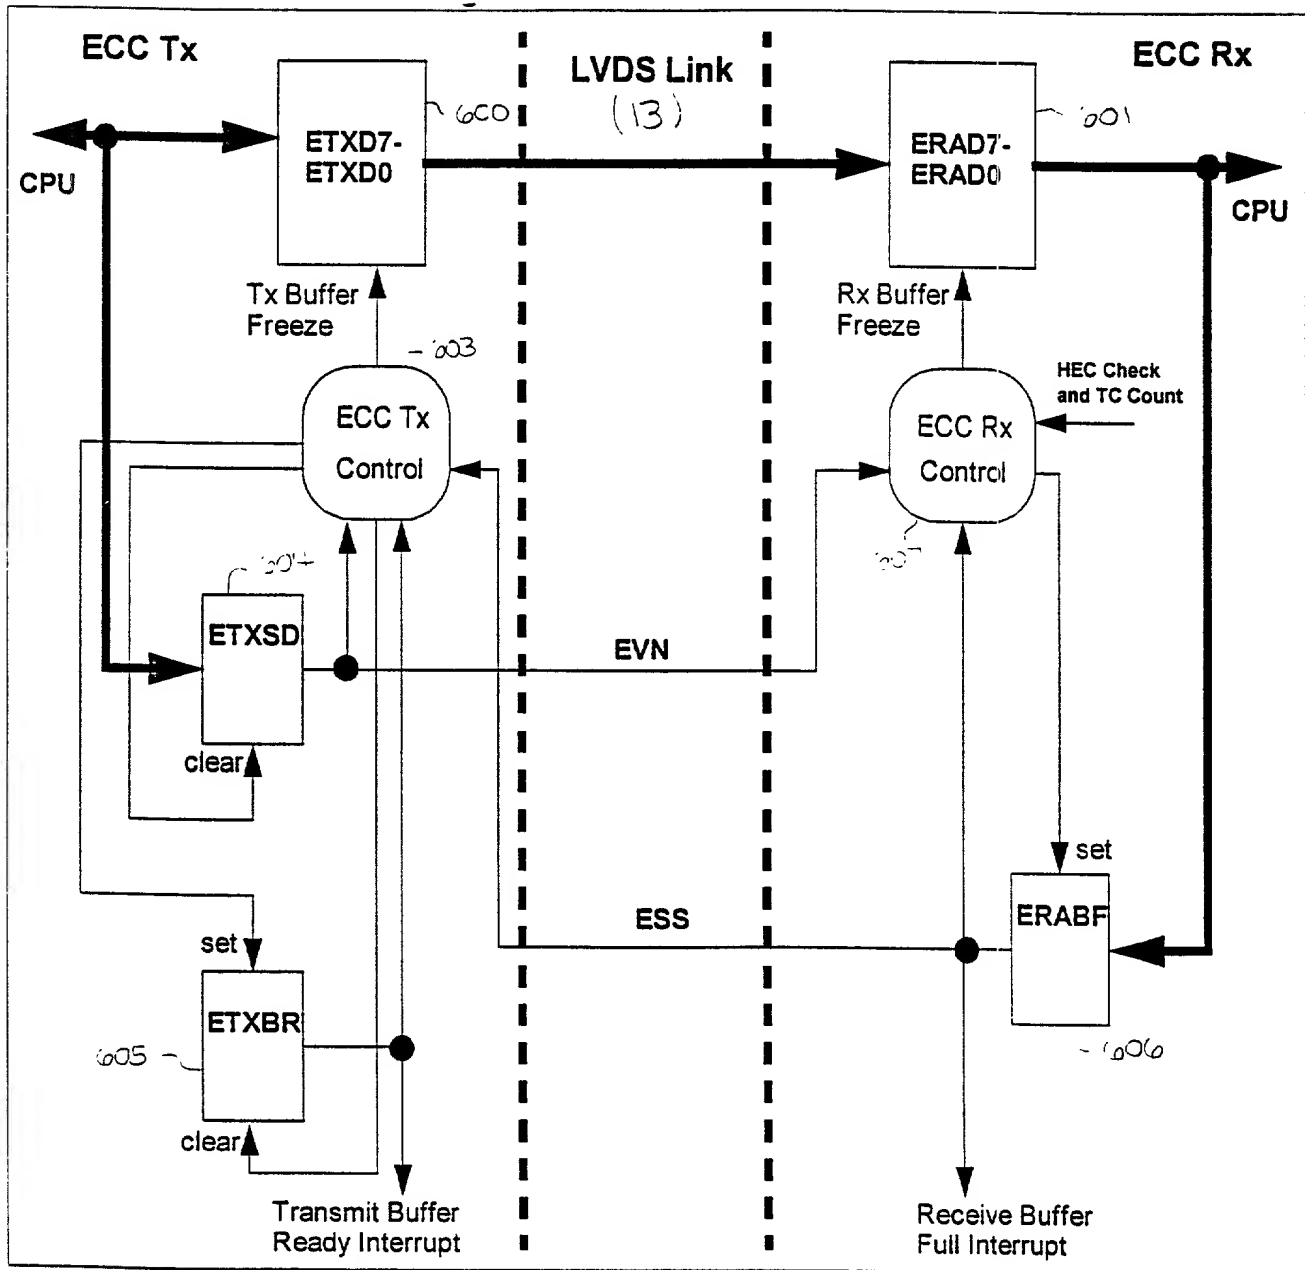 ECC Tx
LVDS Link
(13)
ECC Rx
600
601
ETXD7-
ETXD0
ERAD7-
ERAD0
CPU
CPU
Tx Buffer
Freeze
Rx Buffer
Freeze
603
HEC Check
and TC Count
ECC Tx
Control
ECC Rx
Control
604
ETXSD
EVN
clear
set
ERABF
ESS
set
ETXBR
605
606
clear
Transmit Buffer
Ready Interrupt
Receive Buffer
Full Interrupt